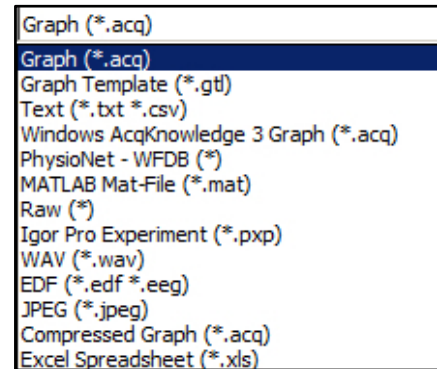 Graph (*.acq)
Graph (*.acq)
Graph Template (*.gtl)
Text (*.txt *.csv)
Windows AcqKnowledge 3 Graph (*.acq)
PhysioNet - WFDB (*)
MATLAB Mat-File (*.mat)
Raw (*)
Igor Pro Experiment (*.pxp)
WAV (*.wav)
EDF (*.edf *.eeg)
JPEG (*.jpeg)
Compressed Graph (*.acq)
Excel Spreadsheet (*.xls)